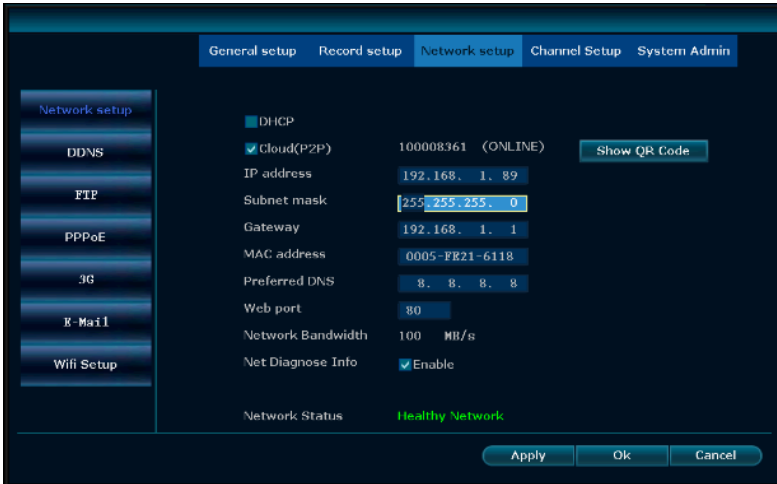 General setup Record setup Network setup Channel Setup System Admin
Network setup
DHCP
Cloud(P2P) 100008361 (ONLINE) Show QR Code
DDNS
IP address 192.168. 1. 89
FTP
Subnet mask 255.255.255. 0
Gateway 192.168. 1. 1
PPPoE
MAC address 0005-FE21-6118
3G
Preferred DNS 8. 8. 8. 8
Web port 80
E-Mail
Network Bandwidth 100 MB/s
Wifi Setup
Net Diagnose Info Enable
Network Status Healthy Network
Apply Ok Cancel